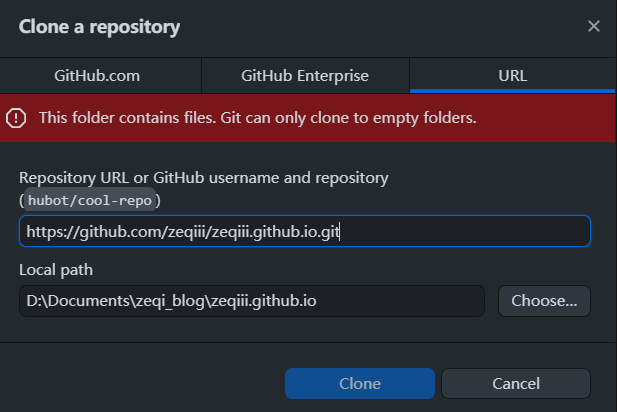 Clone a repository
GitHub.com
GitHub Enterprise
URL
This folder contains files. Git can only clone to empty folders.
Repository URL or GitHub username and repository
(hubot/cool-repo)
https://github.com/zeqiii/zeqiii.github.io.git
Local path
D:\Documents\zeqi_blog\zeqiii.github.io
Choose...
Clone
Cancel